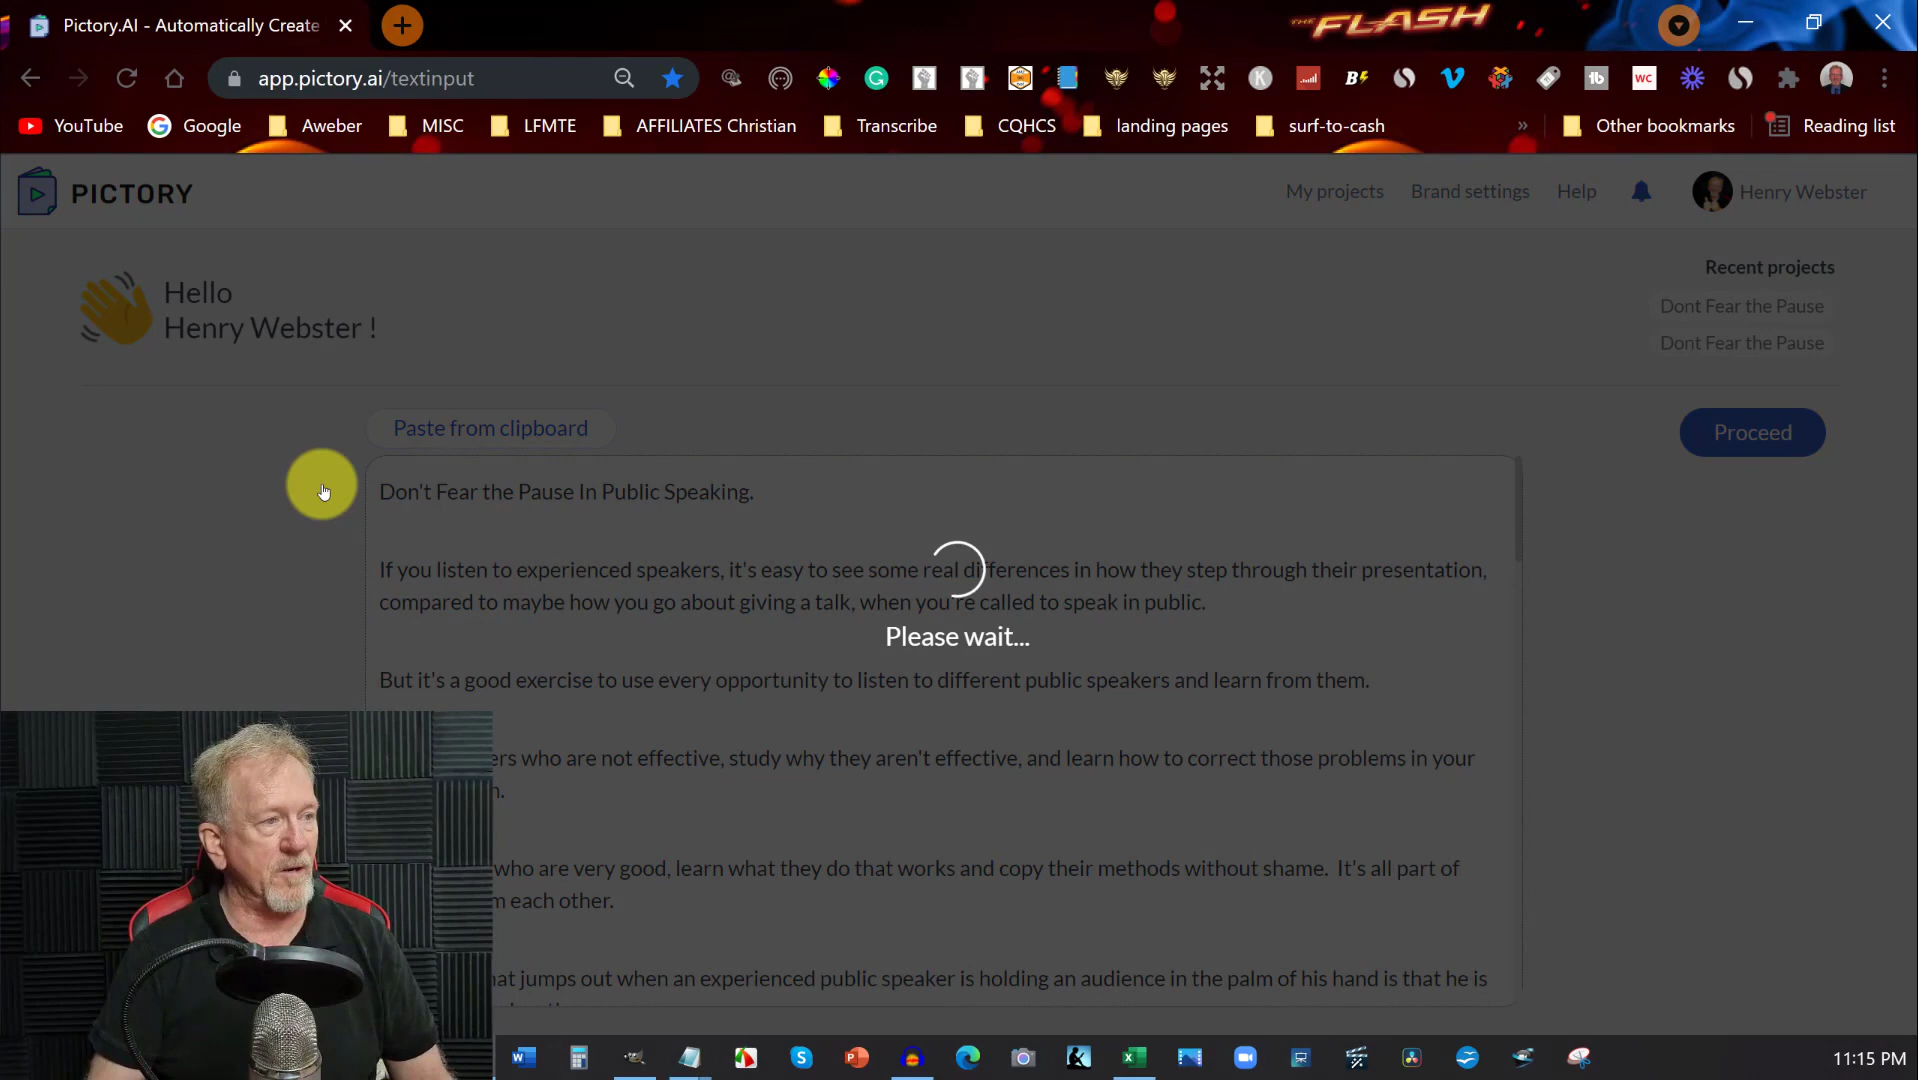 THE FLASH
Pictory.AI - Automatically Create
app.pictory.ai/textinput
YouTube Google Aweber MISC LFMTE AFFILIATES Christian Transcribe CQHCS landing pages surf-to-cash » Other bookmarks Reading list
PICTORY
My projects Brand settings Help Henry Webster
Hello
Henry Webster !
Recent projects
Dont Fear the Pause
Dont Fear the Pause
Paste from clipboard
Proceed
Don't Fear the Pause In Public Speaking.
If you listen to experienced speakers, it's easy to see some real differences in how they step through their presentation,
compared to maybe how you go about giving a talk, when you're called to speak in public.
Please wait...
But it's a good exercise to use every opportunity to listen to different public speakers and learn from them.
ers who are not effective, study why they aren't effective, and learn how to correct those problems in your
n.
who are very good, learn what they do that works and copy their methods without shame. It's all part of
m each other.
at jumps out when an experienced public speaker is holding an audience in the palm of his hand is that he is
11:15 PM